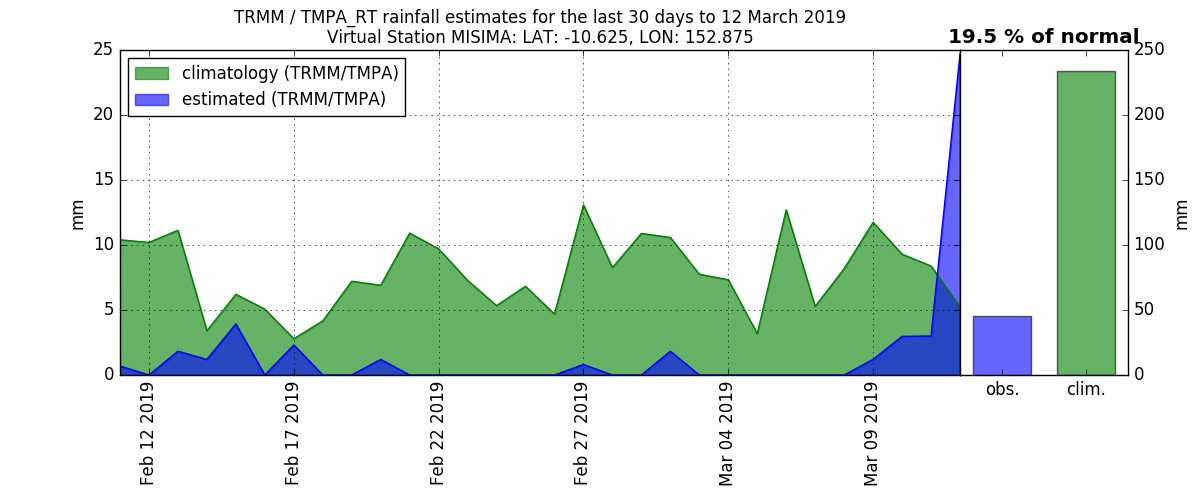 TRMM / TMPA_RT rainfall estimates for the last 30 days to 12 March 2019
Virtual Station MISIMA: LAT: -10.625, LON: 152.875
19.5 % of normal
climatology (TRMM/TMPA)
estimated (TRMM/TMPA)
25
20
15
10
5
0
mm
Feb 12 2019
Feb 17 2019
Feb 22 2019
Feb 27 2019
Mar 04 2019
Mar 09 2019
obs.
clim.
250
200
150
100
50
0
mm